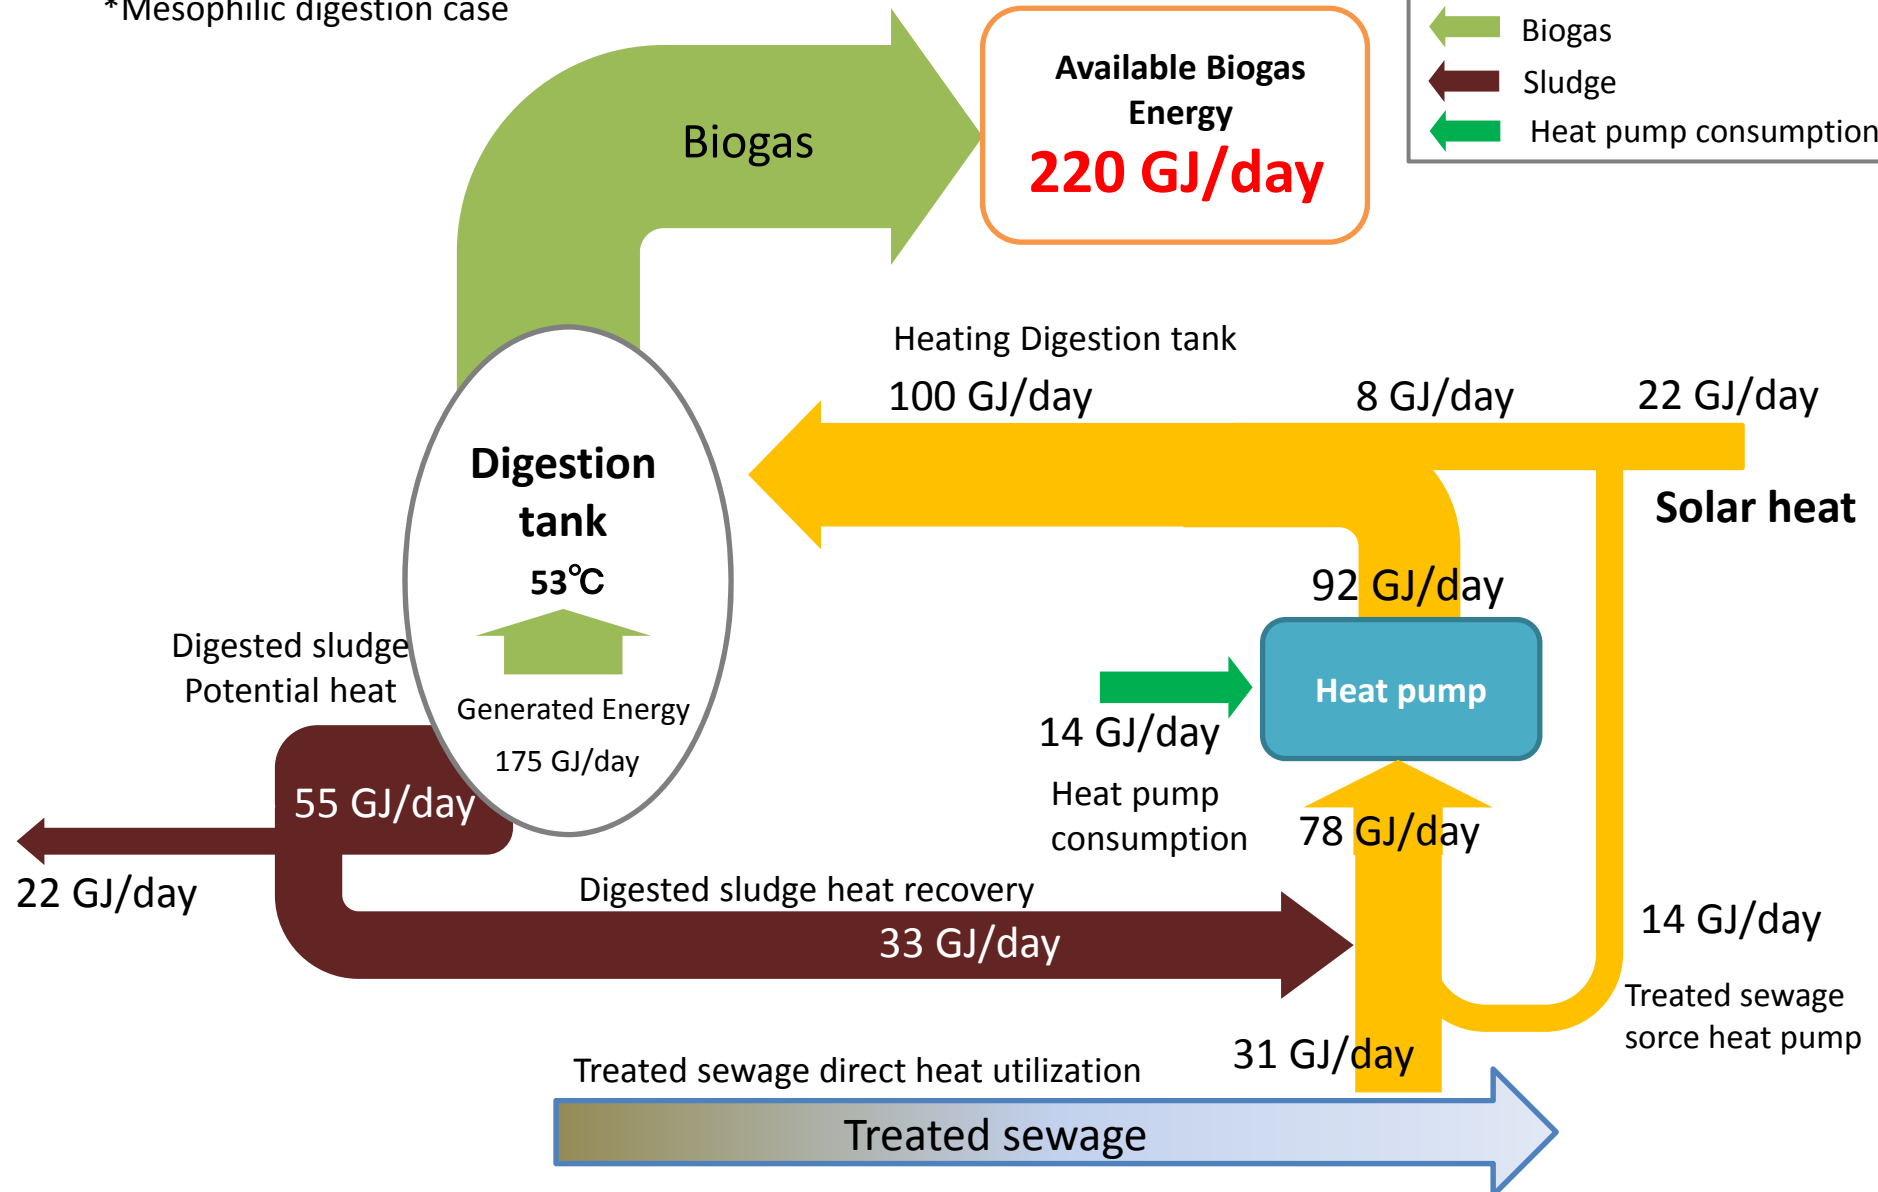 *Mesophilic digestion case
Biogas
Sludge
Heat pump consumption
Available Biogas
Energy
220 GJ/day
Biogas
Heating Digestion tank
100 GJ/day
8 GJ/day
22 GJ/day
Solar heat
Digestion
tank
53℃
92 GJ/day
Heat pump
Digested sludge
Potential heat
Generated Energy
175 GJ/day
14 GJ/day
Heat pump
consumption
55 GJ/day
78 GJ/day
22 GJ/day
Digested sludge heat recovery
33 GJ/day
14 GJ/day
Treated sewage
sorce heat pump
31 GJ/day
Treated sewage direct heat utilization
Treated sewage